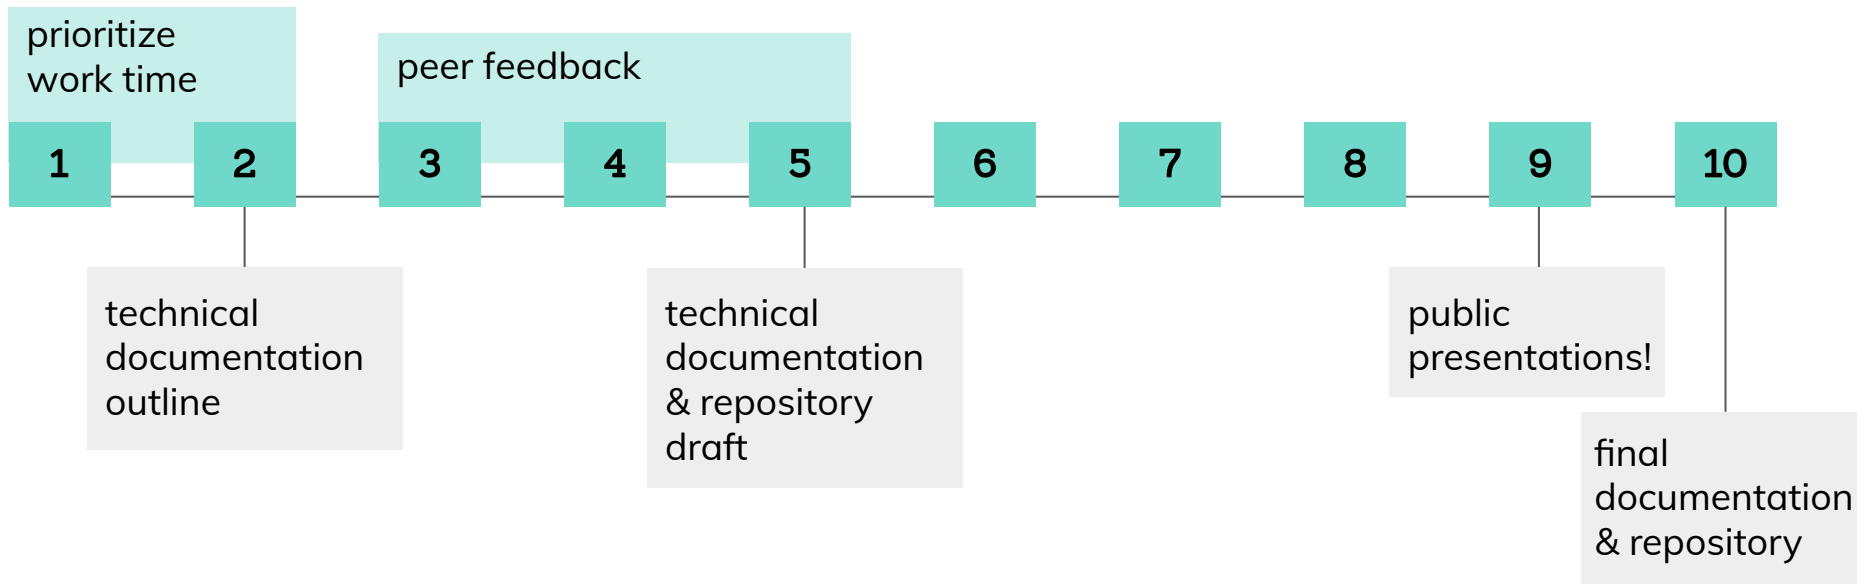 prioritize
work time
peer feedback
1 2 3 4 5 6 7 8 9 10
technical
documentation
outline
technical
documentation
& repository
draft
public
presentations!
final
documentation
& repository